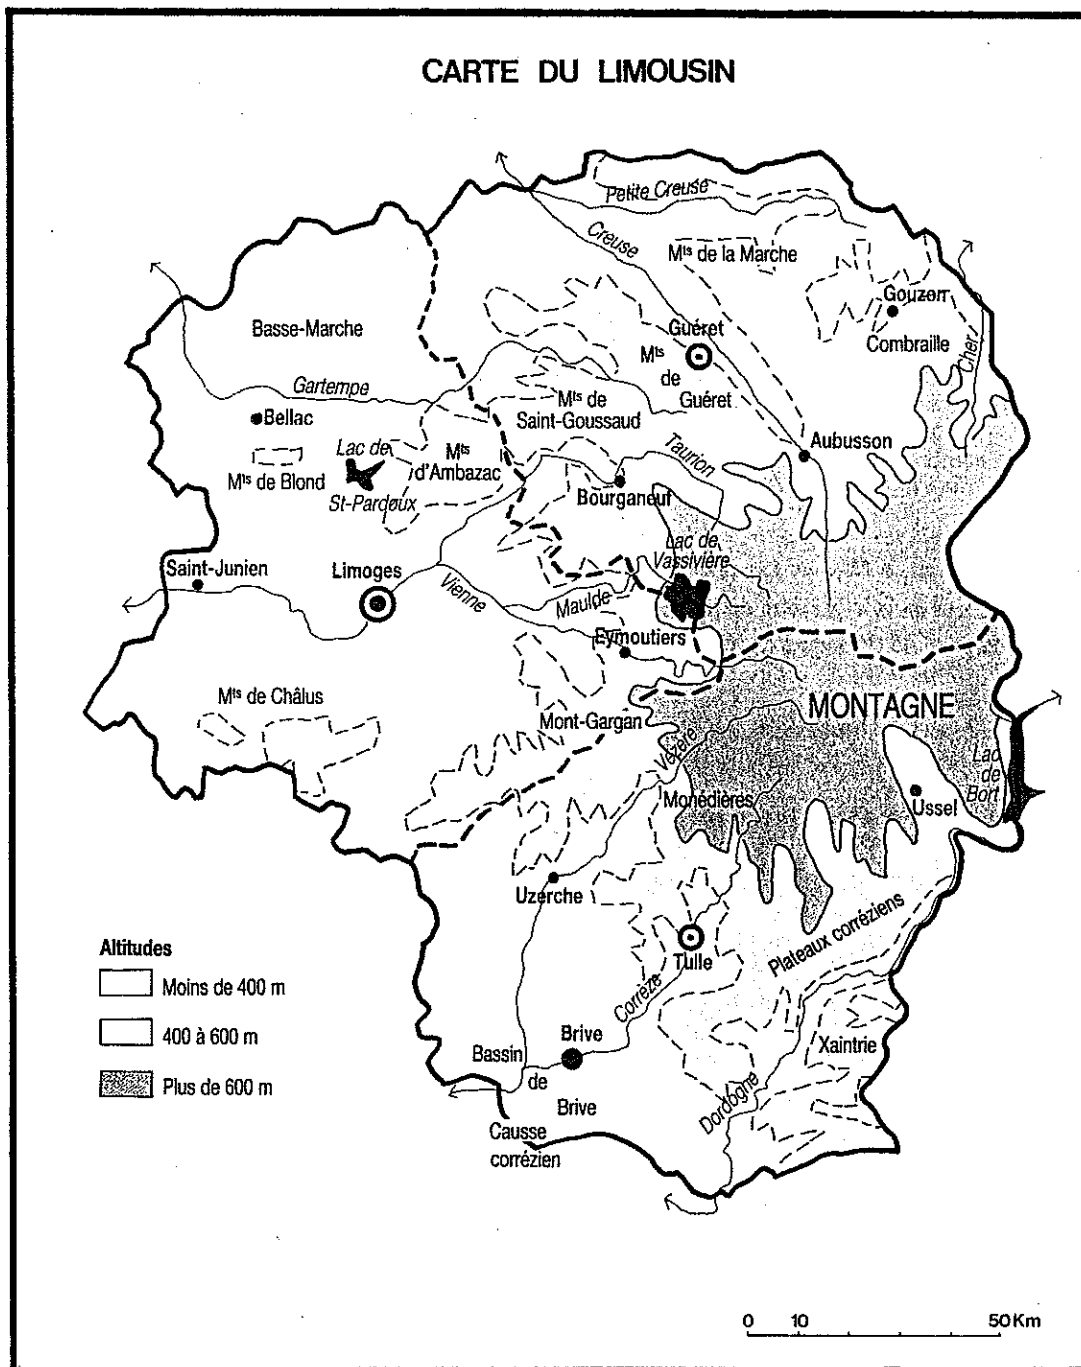 CARTE DU LIMOUSIN
Petite Creuse
Creuse
Mts de la Marche
Gouzon
Combraille
Cher
Guéret
Mts
de
Guéret
Basse-Marche
Gartempe
Bellac
Mts de
Saint-Goussaud
Aubusson
Taurion
Lac de
St-Pardoux
Mts
d'Ambazac
Mts de Blond
Bourganeuf
Lac de
Vassivière
Saint-Junien
Limoges
Vienne
Maulde
Eymoutiers
Mts de Châlus
Mont-Gargan
MONTAGNE
Vézère
Monédières
Lac
de
Bort
Ussel
Uzerche
Tulle
Plateaux corréziens
Corrèze
Altitudes
Moins de 400 m
400 à 600 m
Plus de 600 m
Brive
Bassin
de
Brive
Xaintrie
Dordogne
Causse
corrézien
0 10 50 Km